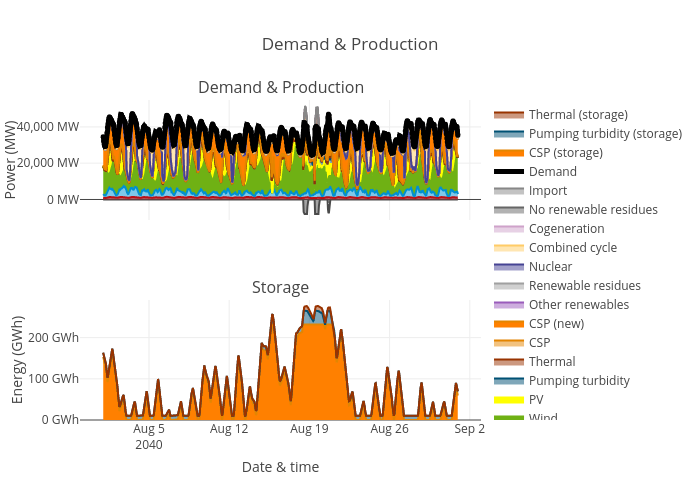 Demand & Production
Demand & Production
Power (MW)
40,000 MW
20,000 MW
0 MW
Storage
Energy (GWh)
200 GWh
100 GWh
0 GWh
Aug 5
2040
Aug 12
Aug 19
Aug 26
Sep 2
Date & time
Thermal (storage)
Pumping turbidity (storage)
CSP (storage)
Demand
Import
No renewable residues
Cogeneration
Combined cycle
Nuclear
Renewable residues
Other renewables
CSP (new)
CSP
Thermal
Pumping turbidity
PV
Wind